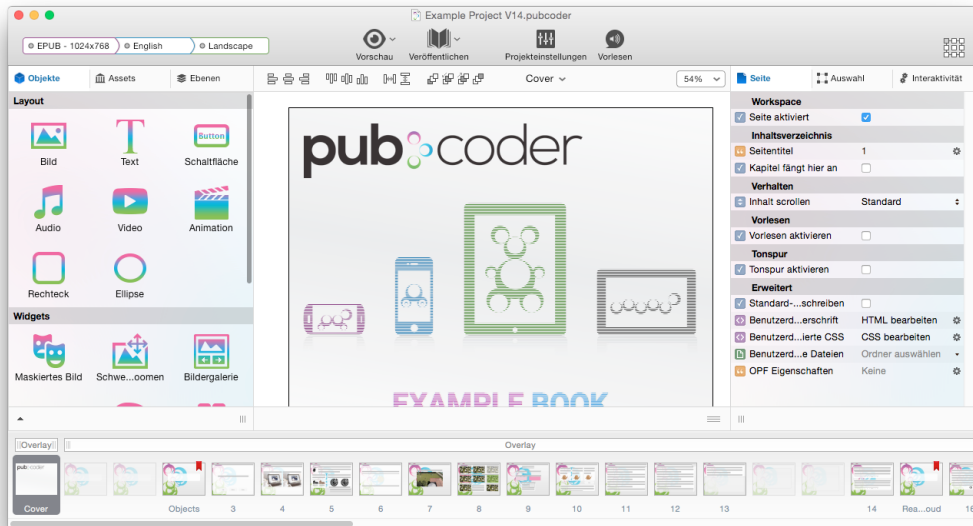 Example Project V14.pubcoder
EPUB - 1024x768 English Landscape
Vorschau Veröffentlichen Projekteinstellungen Vorlesen
Objekte Assets Ebenen
Cover 54%
Seite Auswahl Interaktivität
Layout
Bild Text Schaltfläche
Button
Audio Video Animation
Rechteck Ellipse
Widgets
Maskiertes Bild Schwe...oomen Bildergalerie
pubcoder
EXAMPLE BOOK
Workspace
Seite aktiviert
Inhaltsverzeichnis
Seitentitel 1
Kapitel fängt hier an
Verhalten
Inhalt scrollen Standard
Vorlesen
Vorlesen aktivieren
Tonspur
Tonspur aktivieren
Erweitert
Standard-...schreiben
Benutzerd...erschrift HTML bearbeiten
Benutzerd...ierte CSS CSS bearbeiten
Benutzerd...e Dateien Ordner auswählen
OPF Eigenschaften Keine
Overlay Overlay
pubcoder
Cover Objects 3 4 5 6 7 8 9 10 11 12 13 14 Rea...oud